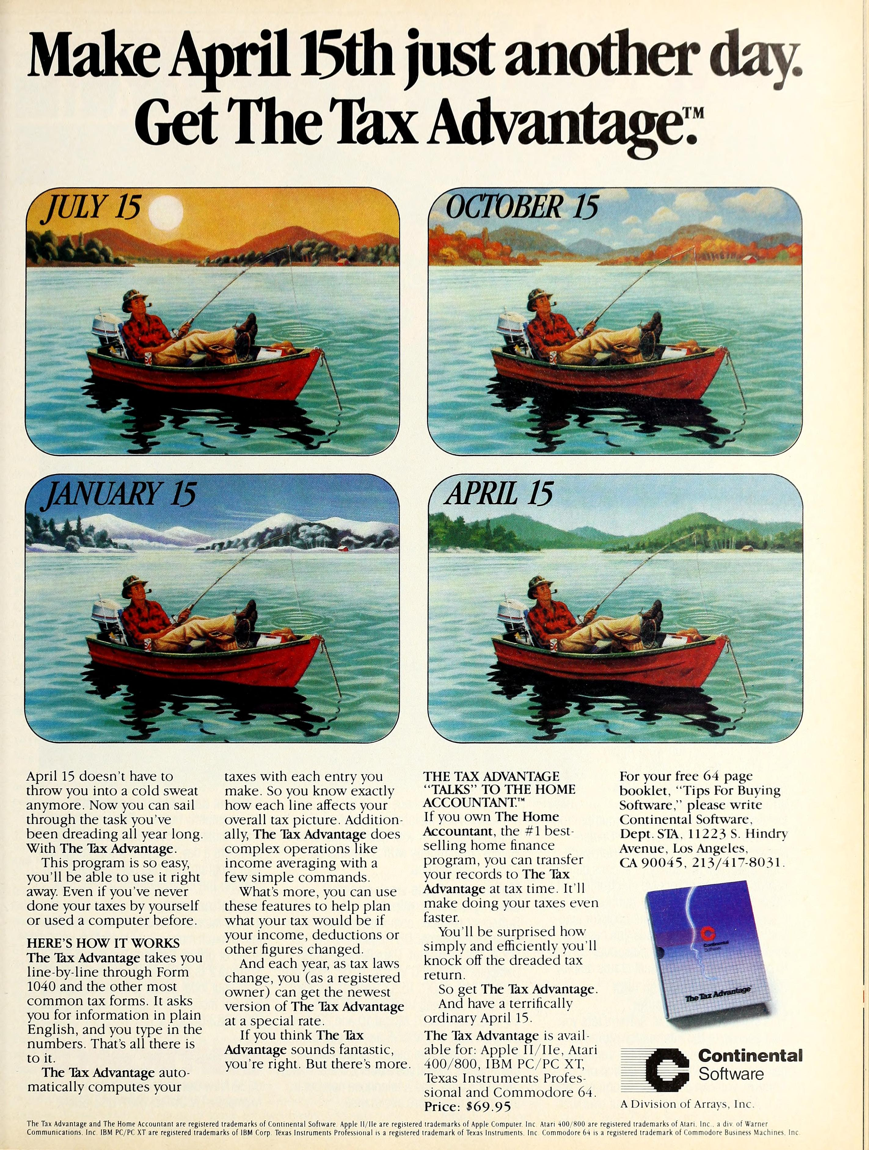 Make April 15th just another day.
Get The Tax Advantage.™
JULY 15
OCTOBER 15
JANUARY 15
APRIL 15
April 15 doesn't have to
throw you into a cold sweat
anymore. Now you can sail
through the task you've
been dreading all year long.
With The Tax Advantage.
This program is so easy,
you'll be able to use it right
away. Even if you've never
done your taxes by yourself
or used a computer before.
HERE'S HOW IT WORKS
The Tax Advantage takes you
line-by-line through Form
1040 and the other most
common tax forms. It asks
you for information in plain
English, and you type in the
numbers. That's all there is
to it.
The Tax Advantage auto-
matically computes your
taxes with each entry you
make. So you know exactly
how each line affects your
overall tax picture. Addition-
ally, The Tax Advantage does
complex operations like
income averaging with a
few simple commands.
What's more, you can use
these features to help plan
what your tax would be if
your income, deductions or
other figures changed.
And each year, as tax laws
change, you (as a registered
owner) can get the newest
version of The Tax Advantage
at a special rate.
If you think The Tax
Advantage sounds fantastic,
you're right. But there's more.
THE TAX ADVANTAGE
"TALKS" TO THE HOME
ACCOUNTANT.™
If you own The Home
Accountant, the #1 best-
selling home finance
program, you can transfer
your records to The Tax
Advantage at tax time. It'll
make doing your taxes even
faster.
You'll be surprised how
simply and efficiently you'll
knock off the dreaded tax
return.
So get The Tax Advantage.
And have a terrifically
ordinary April 15.
The Tax Advantage is avail-
able for: Apple II/IIe, Atari
400/800, IBM PC/PC XT,
Texas Instruments Profes-
sional and Commodore 64.
Price: $69.95
For your free 64 page
booklet, "Tips For Buying
Software," please write
Continental Software,
Dept. STA, 11223 S. Hindry
Avenue, Los Angeles,
CA 90045, 213/417-8031.
Continental
Software
The Tax Advantage
Continental
Software
A Division of Arrays, Inc.
The Tax Advantage and The Home Accountant are registered trademarks of Continental Software. Apple II/IIe are registered trademarks of Apple Computer, Inc. Atari 400/800 are registered trademarks of Atari, Inc., a div. of Warner
Communications, Inc. IBM PC/PC XT are registered trademarks of IBM Corp. Texas Instruments Professional is a registered trademark of Texas Instruments, Inc. Commodore 64 is a registered trademark of Commodore Business Machines, Inc.